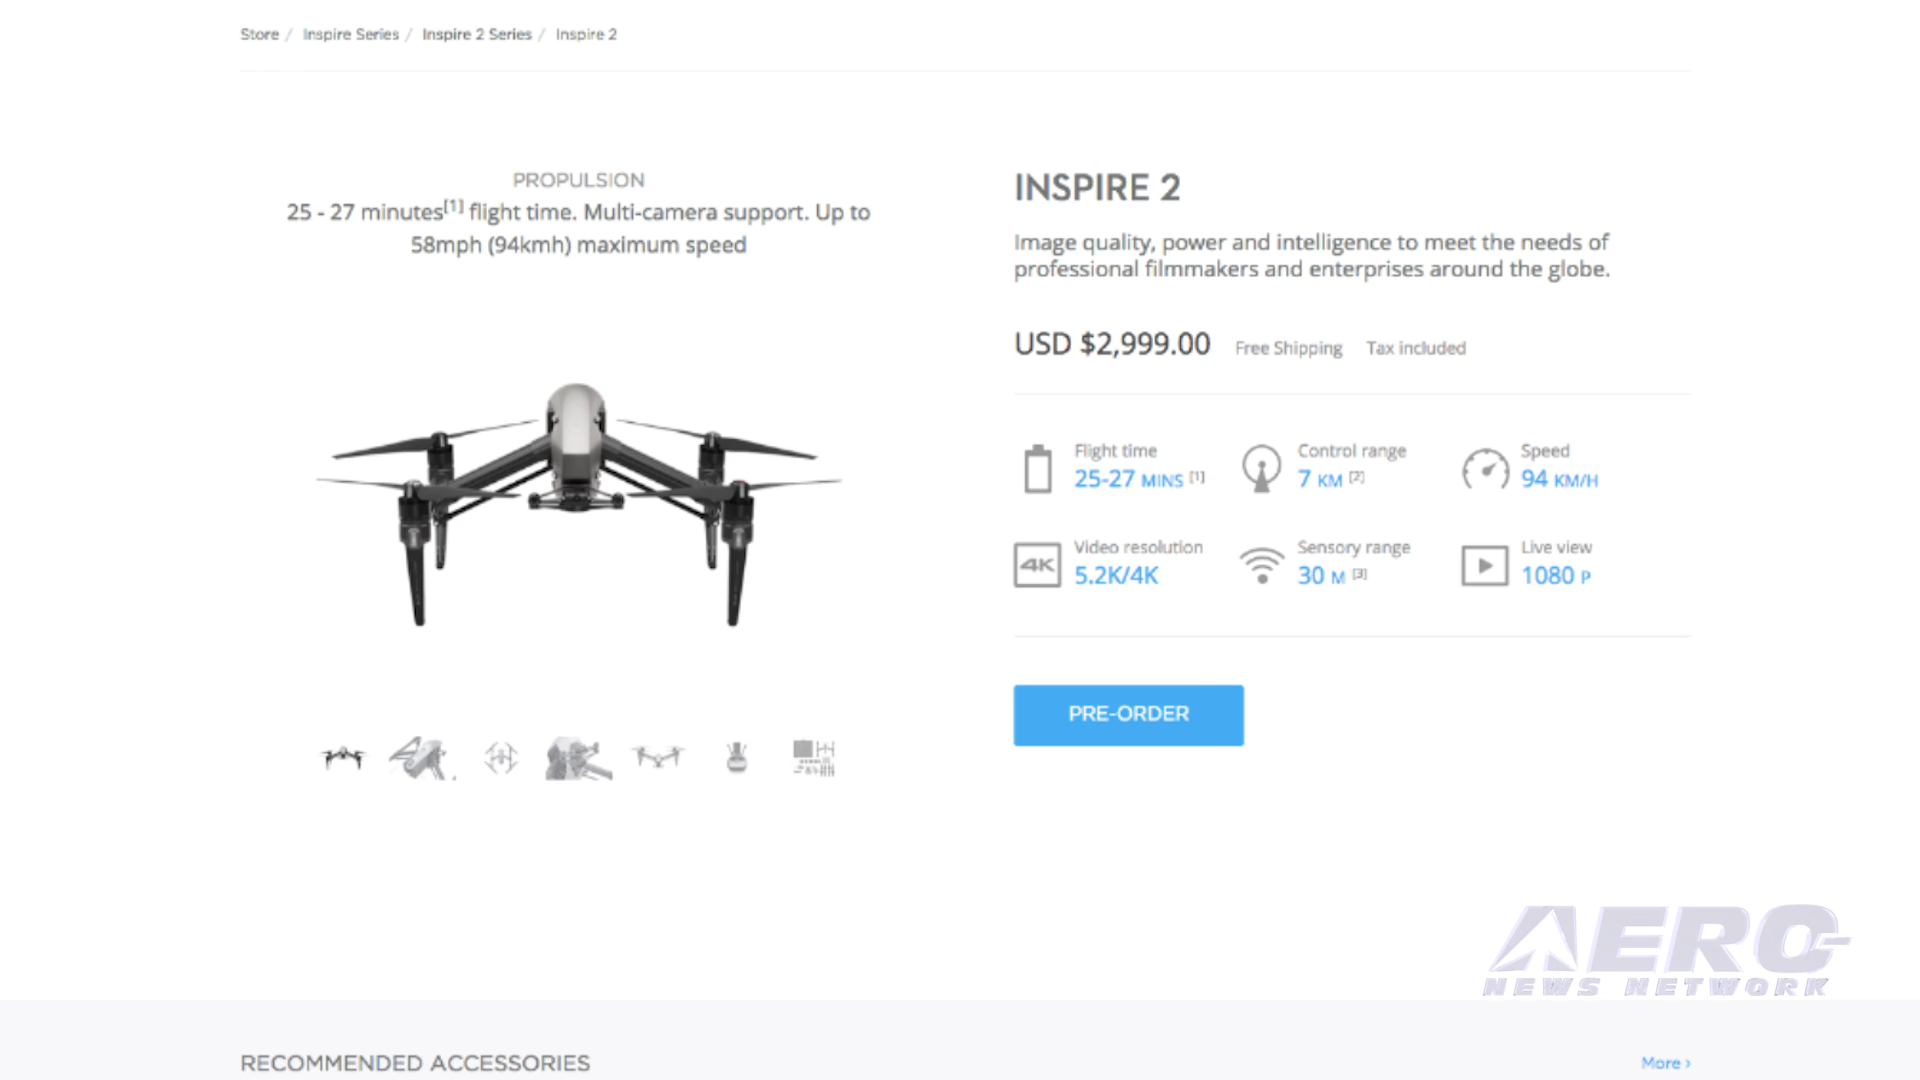 Store / Inspire Series / Inspire 2 Series / Inspire 2
PROPULSION
25 - 27 minutes[1] flight time. Multi-camera support. Up to
58mph (94kmh) maximum speed
INSPIRE 2
Image quality, power and intelligence to meet the needs of
professional filmmakers and enterprises around the globe.
USD $2,999.00 Free Shipping Tax included
Flight time
25-27 MINS [1]
Control range
7 KM [2]
Speed
94 KM/H
4K
Video resolution
5.2K/4K
Sensory range
30 M [3]
Live view
1080 P
PRE-ORDER
AERO-
NEWS NETWORK
RECOMMENDED ACCESSORIES
More ›